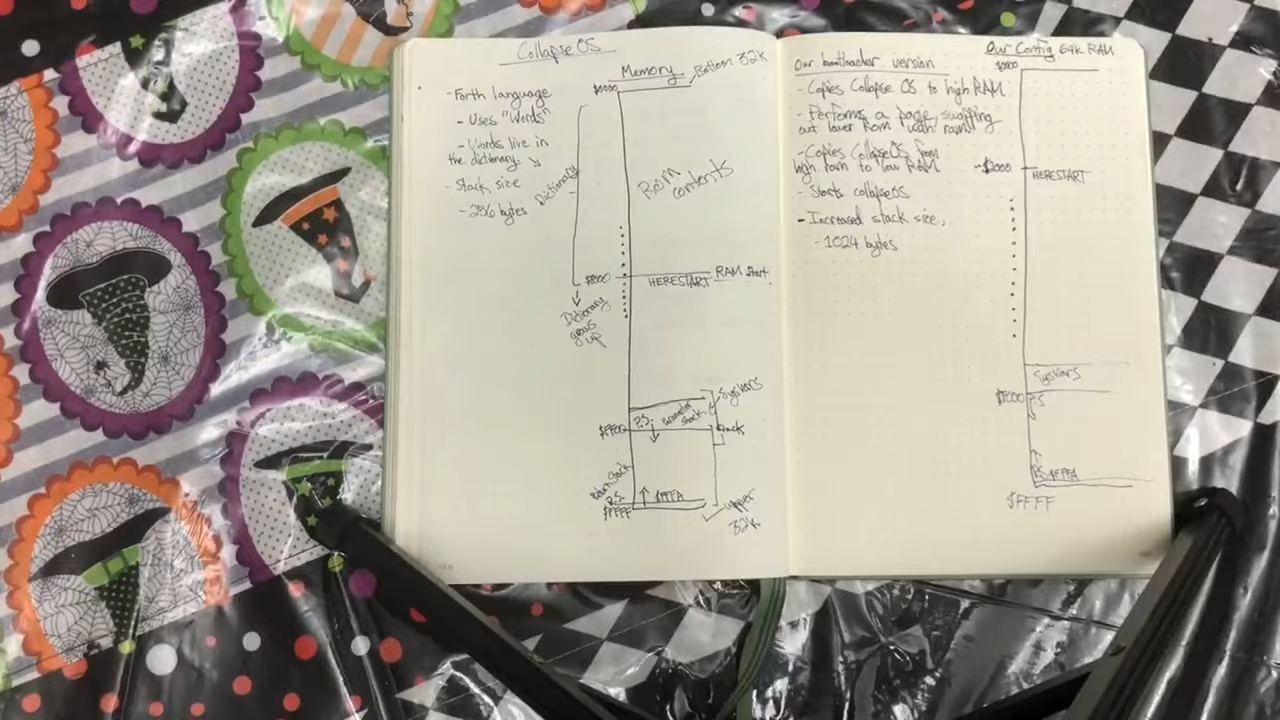 Collapse OS
- Forth language
- Uses "Words"
- Words live in
the dictionary.
- Stack size
- 256 bytes
Memory
Bottom 32K
$0000
Dictionary
ROM
contents
$8000
HERESTART
RAM Start
Dictionary
grows
up
SysVars
P.S.
Parameter
Stack
$FF00
Stack
Return Stack
R.S.
$FFFA
$FFFF
upper
32K
Our bootloader version
- Copies Collapse OS to high RAM
- Performs a page swapping
out lower rom with ram
- Copies CollapseOS from
high ram to low RAM
- Starts collapseOS
- Increased stack size,
- 1024 bytes
Our Config 64K RAM
$0000
HERESTART
SysVars
PS
RS $FFFA
$FFFF